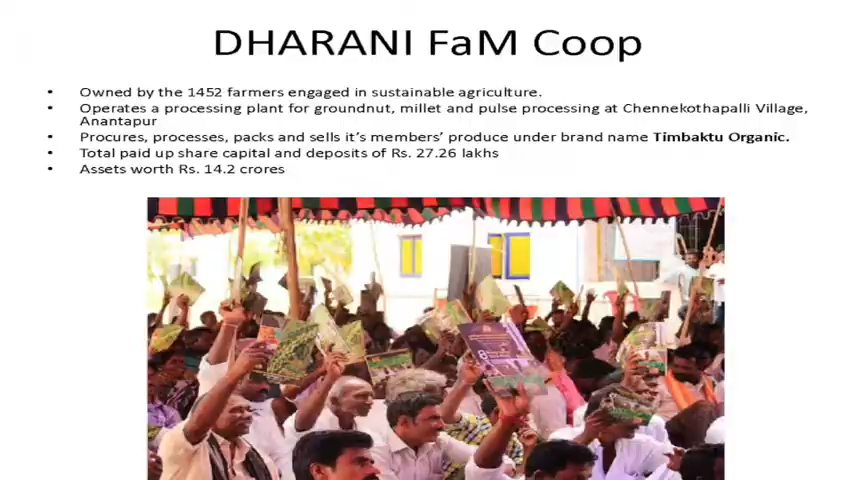 DHARANI FaM Coop
• Owned by the 1452 farmers engaged in sustainable agriculture.
• Operates a processing plant for groundnut, millet and pulse processing at Chennekothapalli Village,
Anantapur
• Procures, processes, packs and sells it's members' produce under brand name Timbaktu Organic.
• Total paid up share capital and deposits of Rs. 27.26 lakhs
• Assets worth Rs. 14.2 crores
8